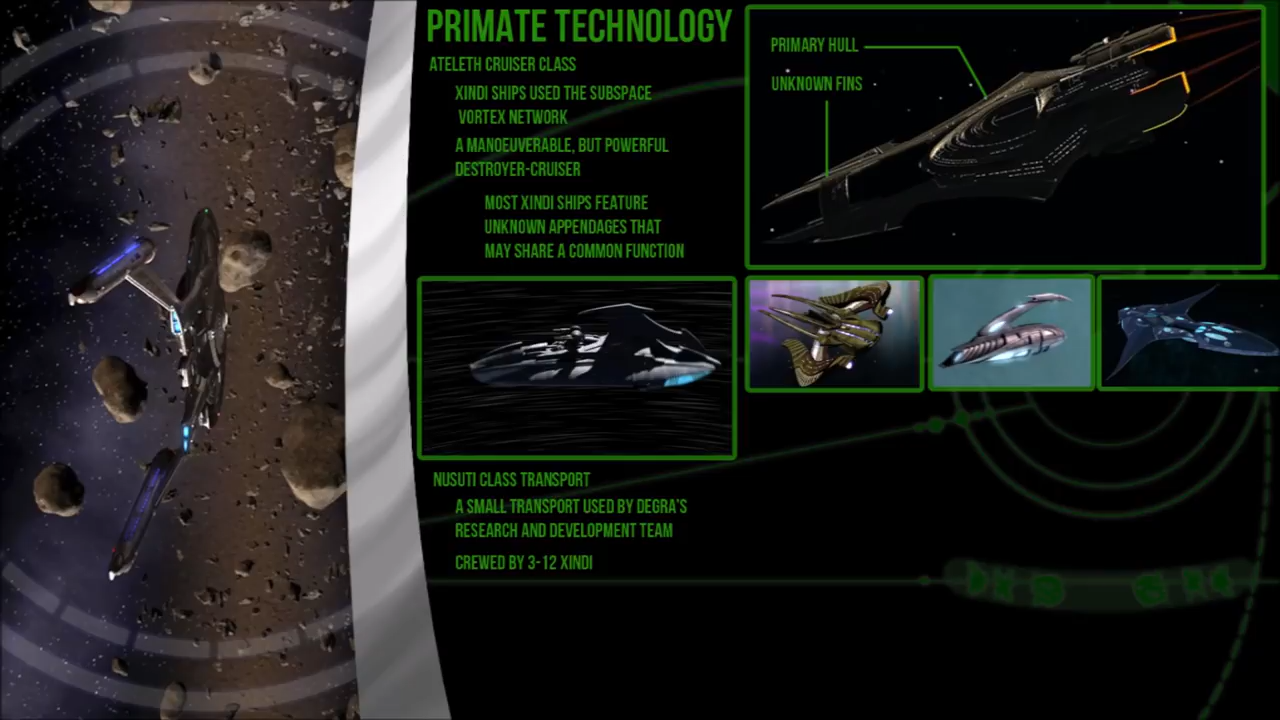 PRIMATE TECHNOLOGY
ATELETH CRUISER CLASS
XINDI SHIPS USED THE SUBSPACE
VORTEX NETWORK
A MANOEUVERABLE, BUT POWERFUL
DESTROYER-CRUISER
MOST XINDI SHIPS FEATURE
UNKNOWN APPENDAGES THAT
MAY SHARE A COMMON FUNCTION
PRIMARY HULL
UNKNOWN FINS
NUSUTI CLASS TRANSPORT
A SMALL TRANSPORT USED BY DEGRA'S
RESEARCH AND DEVELOPMENT TEAM
CREWED BY 3-12 XINDI